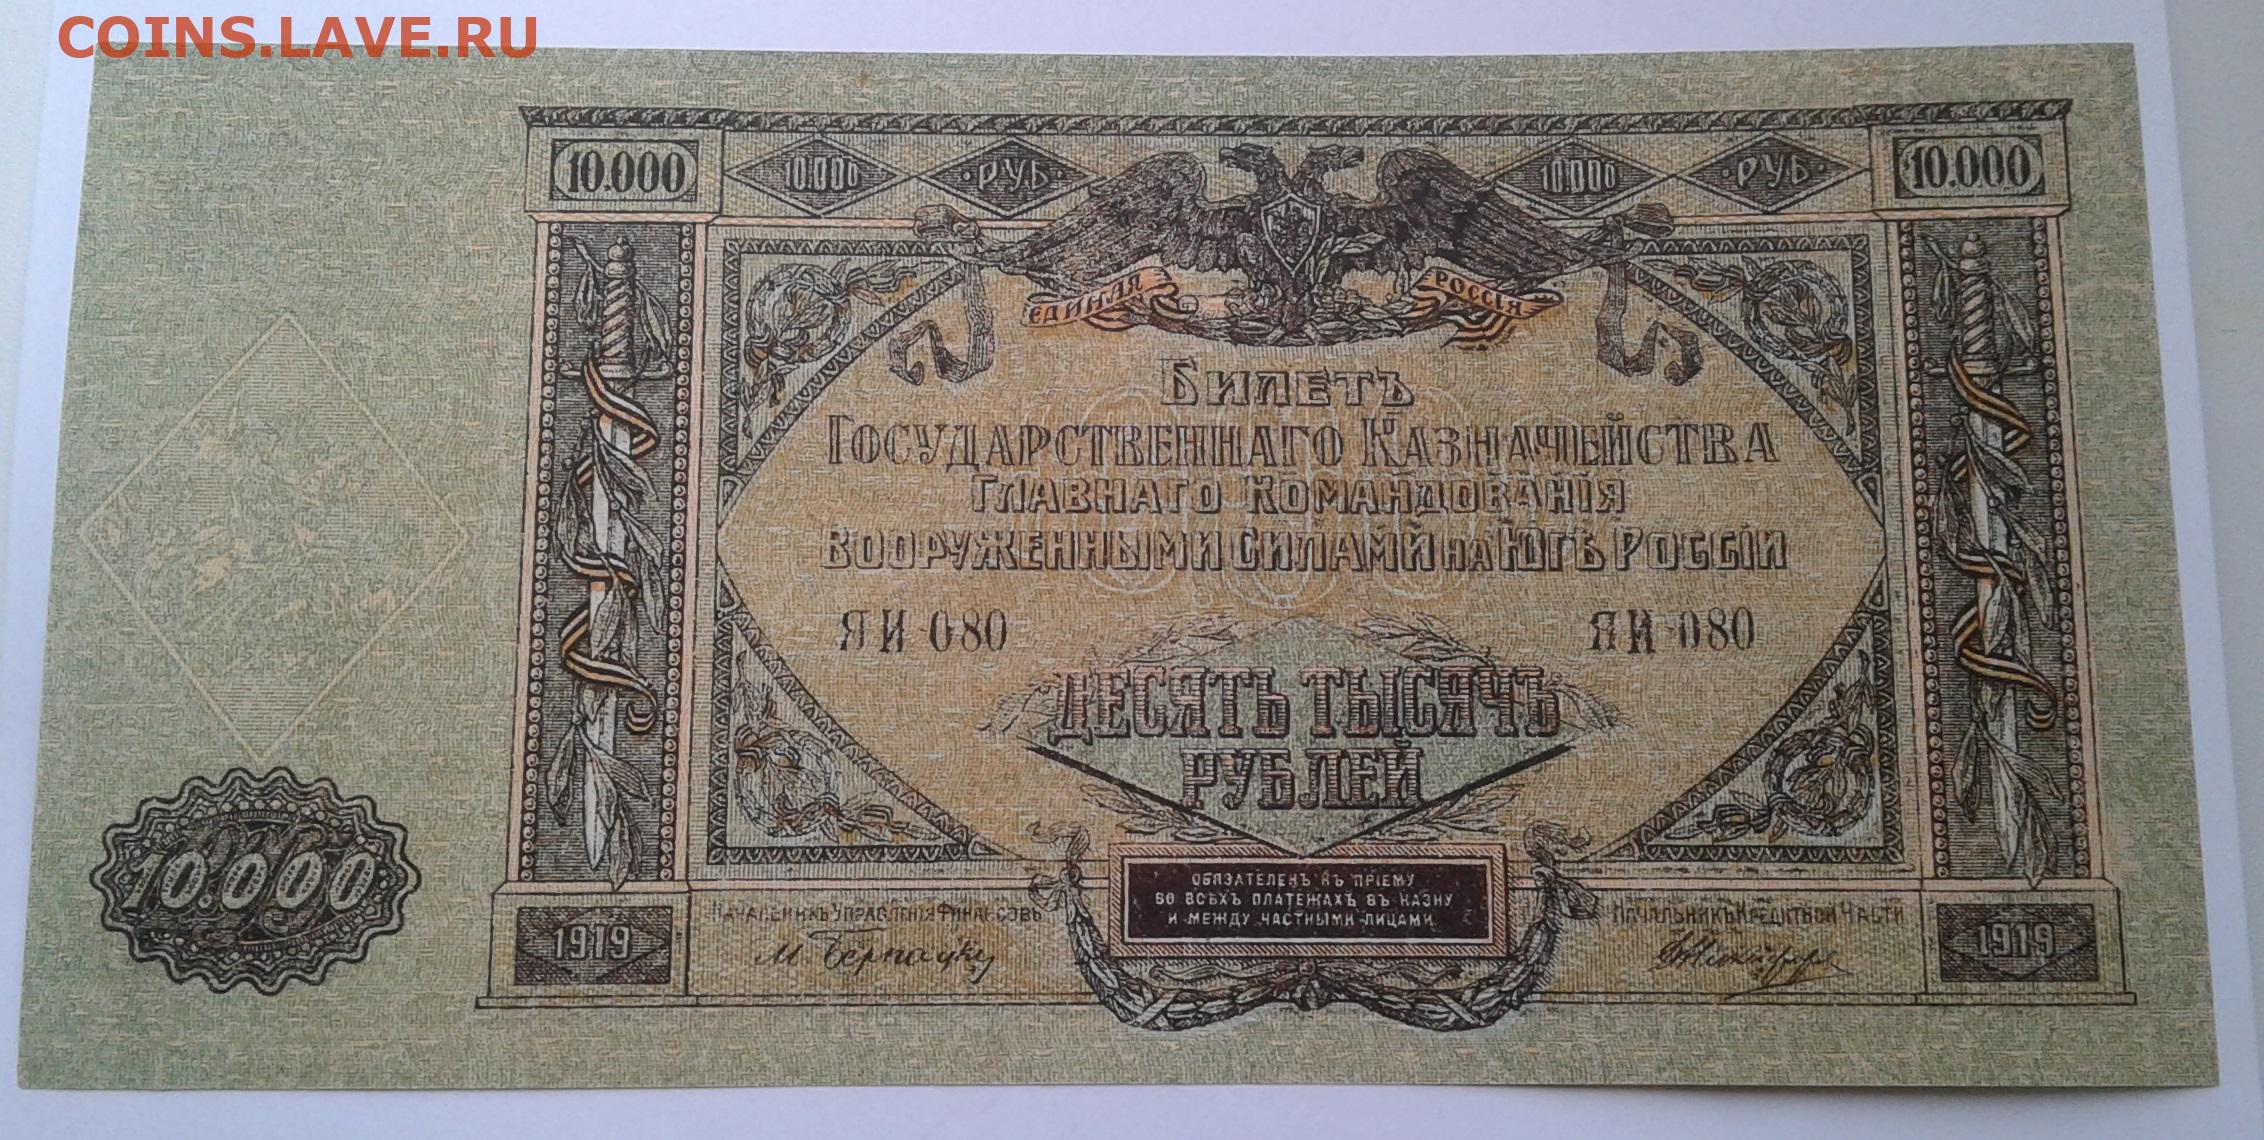 COINS.LAVE.RU
10.000 10.000 РУБ 10.000 РУБ 10.000
ЕДИНАЯ РОССІЯ
БИЛЕТЪ
ГОСУДАРСТВЕННАГО КАЗНАЧЕЙСТВА
ГЛАВНАГО КОМАНДОВАНІЯ
ВООРУЖЕННЫМИ СИЛАМИ НА ЮГѢ РОССІИ
ЯИ-080 ЯИ-080
ДЕСЯТЬ ТЫСЯЧЪ
РУБЛЕЙ
10.000
ОБЯЗАТЕЛЕНЪ КЪ ПРІЕМУ
ВО ВСѢХЪ ПЛАТЕЖАХЪ ВЪ КАЗНУ
И МЕЖДУ ЧАСТНЫМИ ЛИЦАМИ
НАЧАЛЬНИКЪ УПРАВЛЕНІЯ ФИНАНСОВЪ НАЧАЛЬНИКЪ КРЕДИТНОЙ ЧАСТИ
1919 М. Бернацкій 1919